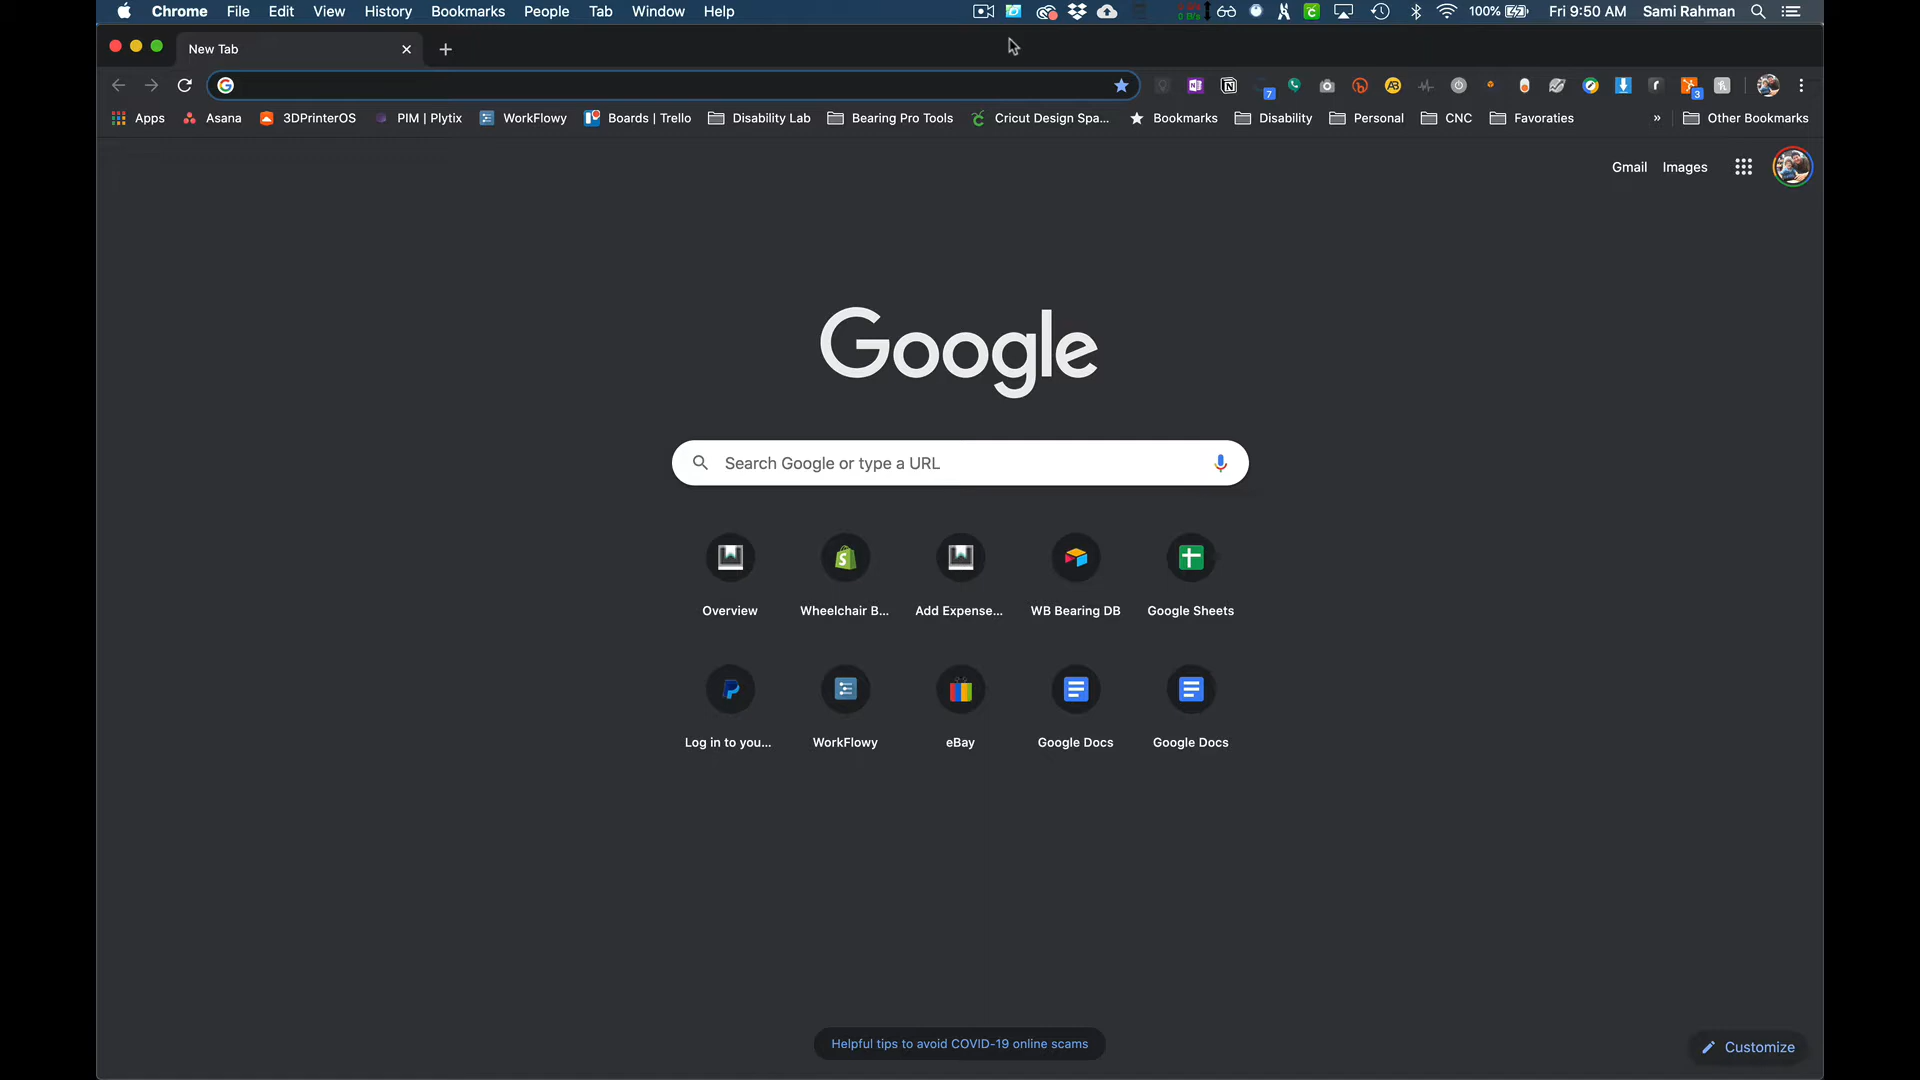 Chrome File Edit View History Bookmarks People Tab Window Help 100% Fri 9:50 AM Sami Rahman
New Tab
7 3
Apps Asana 3DPrinterOS PIM | Plytix WorkFlowy Boards | Trello Disability Lab Bearing Pro Tools Cricut Design Spa... Bookmarks Disability Personal CNC Favoraties » Other Bookmarks
Gmail Images
Google
Search Google or type a URL
Overview Wheelchair B... Add Expense... WB Bearing DB Google Sheets
Log in to you... WorkFlowy eBay Google Docs Google Docs
Helpful tips to avoid COVID-19 online scams
Customize